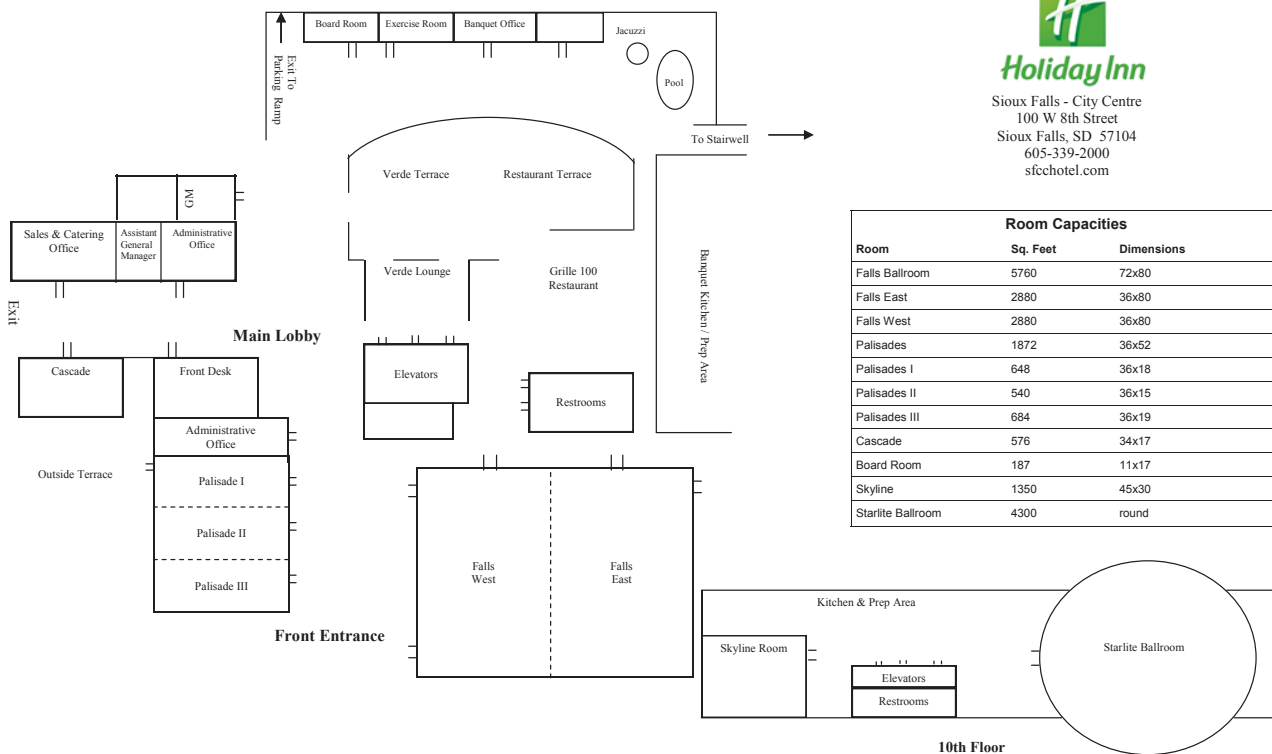 Board Room
Exercise Room
Banquet Office
Jacuzzi
Pool
Exit To
Parking Ramp
To Stairwell
Verde Terrace
Restaurant Terrace
GM
Sales & Catering
Office
Assistant
General
Manager
Administrative
Office
Verde Lounge
Grille 100
Restaurant
Banquet Kitchen / Prep Area
Exit
Main Lobby
Cascade
Front Desk
Elevators
Restrooms
Administrative
Office
Outside Terrace
Palisade I
Palisade II
Palisade III
Falls
West
Falls
East
Front Entrance
H
Holiday Inn
Sioux Falls - City Centre
100 W 8th Street
Sioux Falls, SD 57104
605-339-2000
sfcchotel.com
Room Capacities
Room Sq. Feet Dimensions
Falls Ballroom 5760 72x80
Falls East 2880 36x80
Falls West 2880 36x80
Palisades 1872 36x52
Palisades I 648 36x18
Palisades II 540 36x15
Palisades III 684 36x19
Cascade 576 34x17
Board Room 187 11x17
Skyline 1350 45x30
Starlite Ballroom 4300 round
Kitchen & Prep Area
Skyline Room
Elevators
Restrooms
Starlite Ballroom
10th Floor